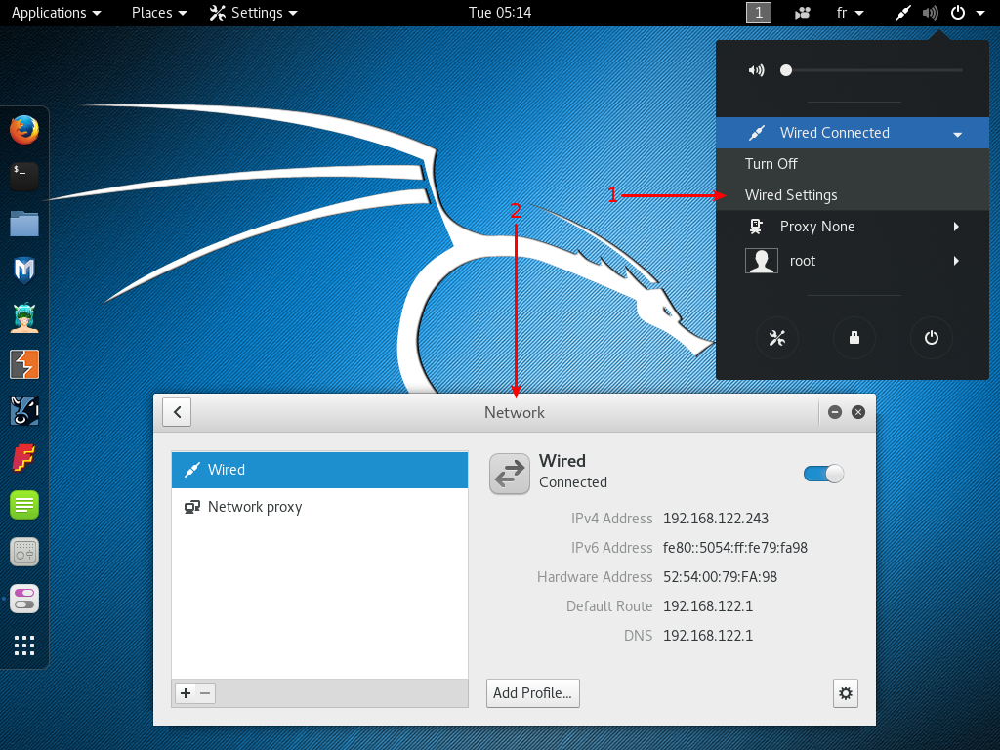 Applications Places Settings Tue 05:14 1 fr
Wired Connected
Turn Off
1 Wired Settings
2
Proxy None
root
>_
Network
Wired
Network proxy
Wired
Connected
IPv4 Address 192.168.122.243
IPv6 Address fe80::5054:ff:fe79:fa98
Hardware Address 52:54:00:79:FA:98
Default Route 192.168.122.1
DNS 192.168.122.1
+ −
Add Profile...